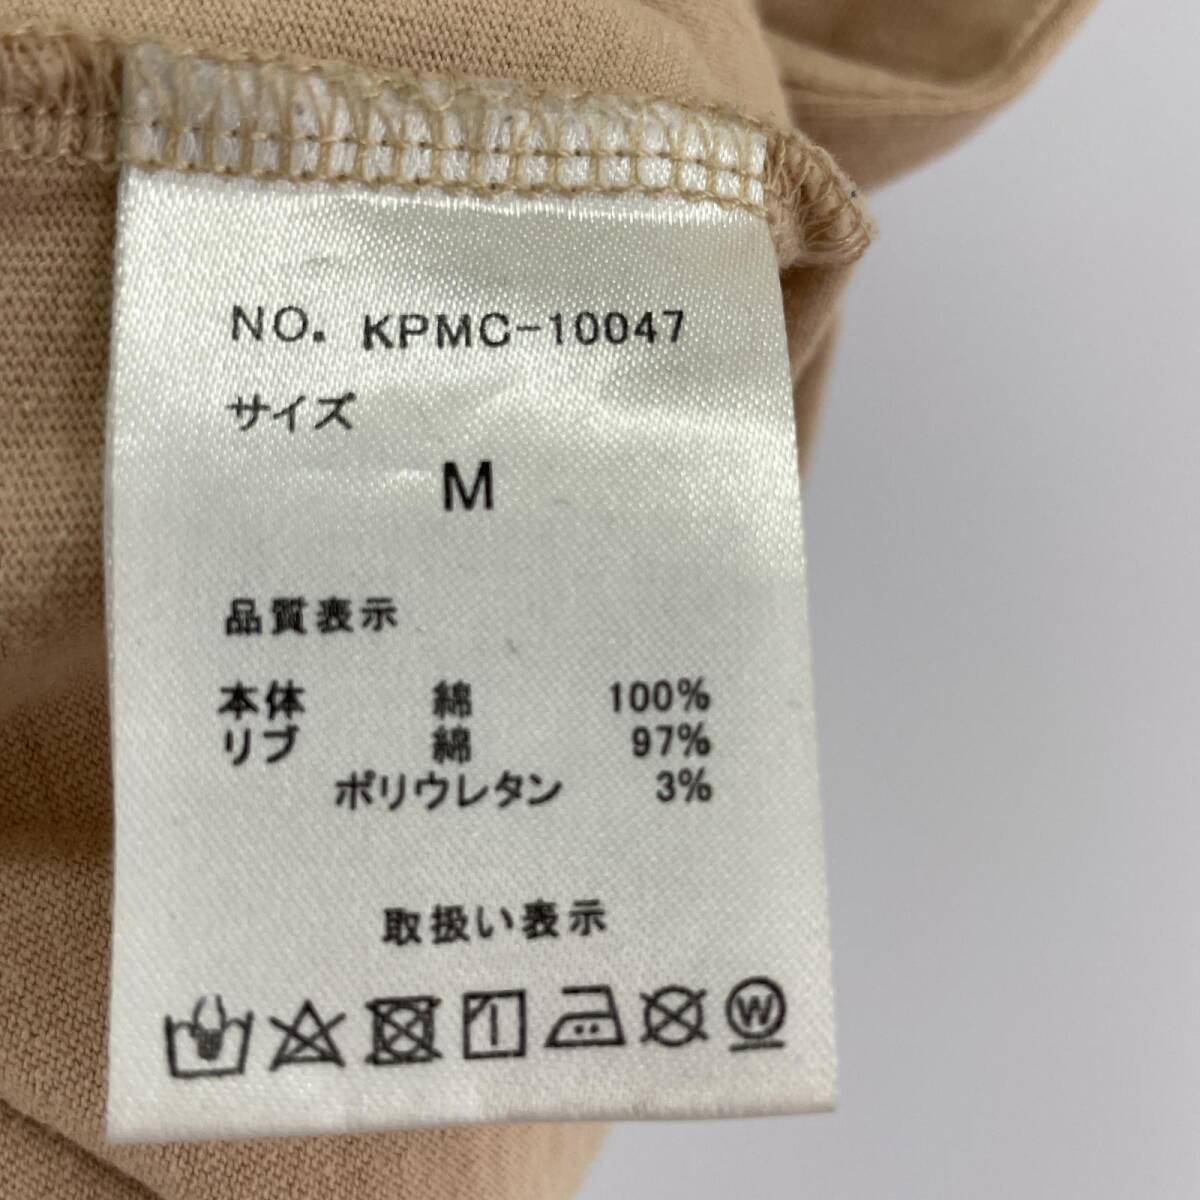 NO. KPMC-10047
サイズ
M
品質表示
本体 綿 100%
リブ 綿 97%
ポリウレタン 3%
取扱い表示
W